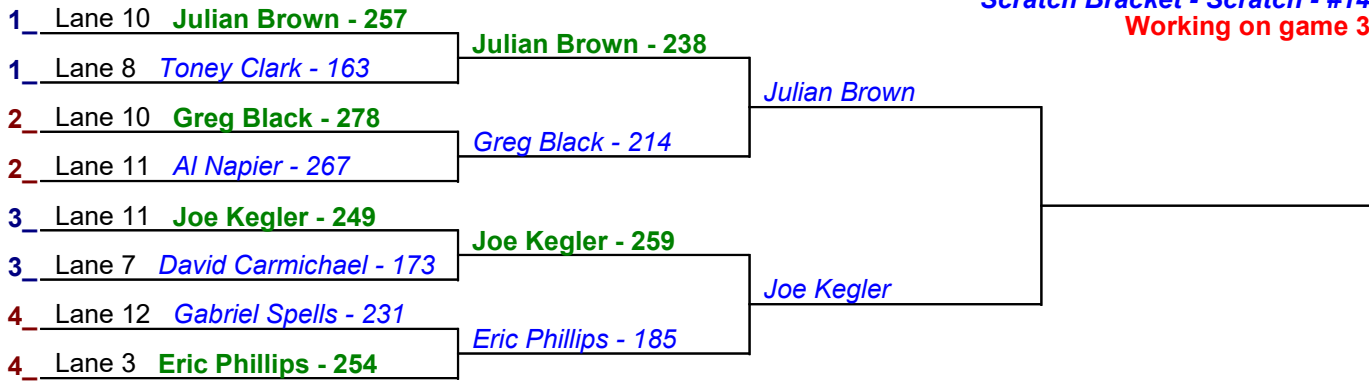 Scratch Bracket - Scratch - #14
Working on game 3
1_ Lane 10 Julian Brown - 257
1_ Lane 8 Toney Clark - 163
2_ Lane 10 Greg Black - 278
2_ Lane 11 Al Napier - 267
3_ Lane 11 Joe Kegler - 249
3_ Lane 7 David Carmichael - 173
4_ Lane 12 Gabriel Spells - 231
4_ Lane 3 Eric Phillips - 254
Julian Brown - 238
Greg Black - 214
Joe Kegler - 259
Eric Phillips - 185
Julian Brown
Joe Kegler